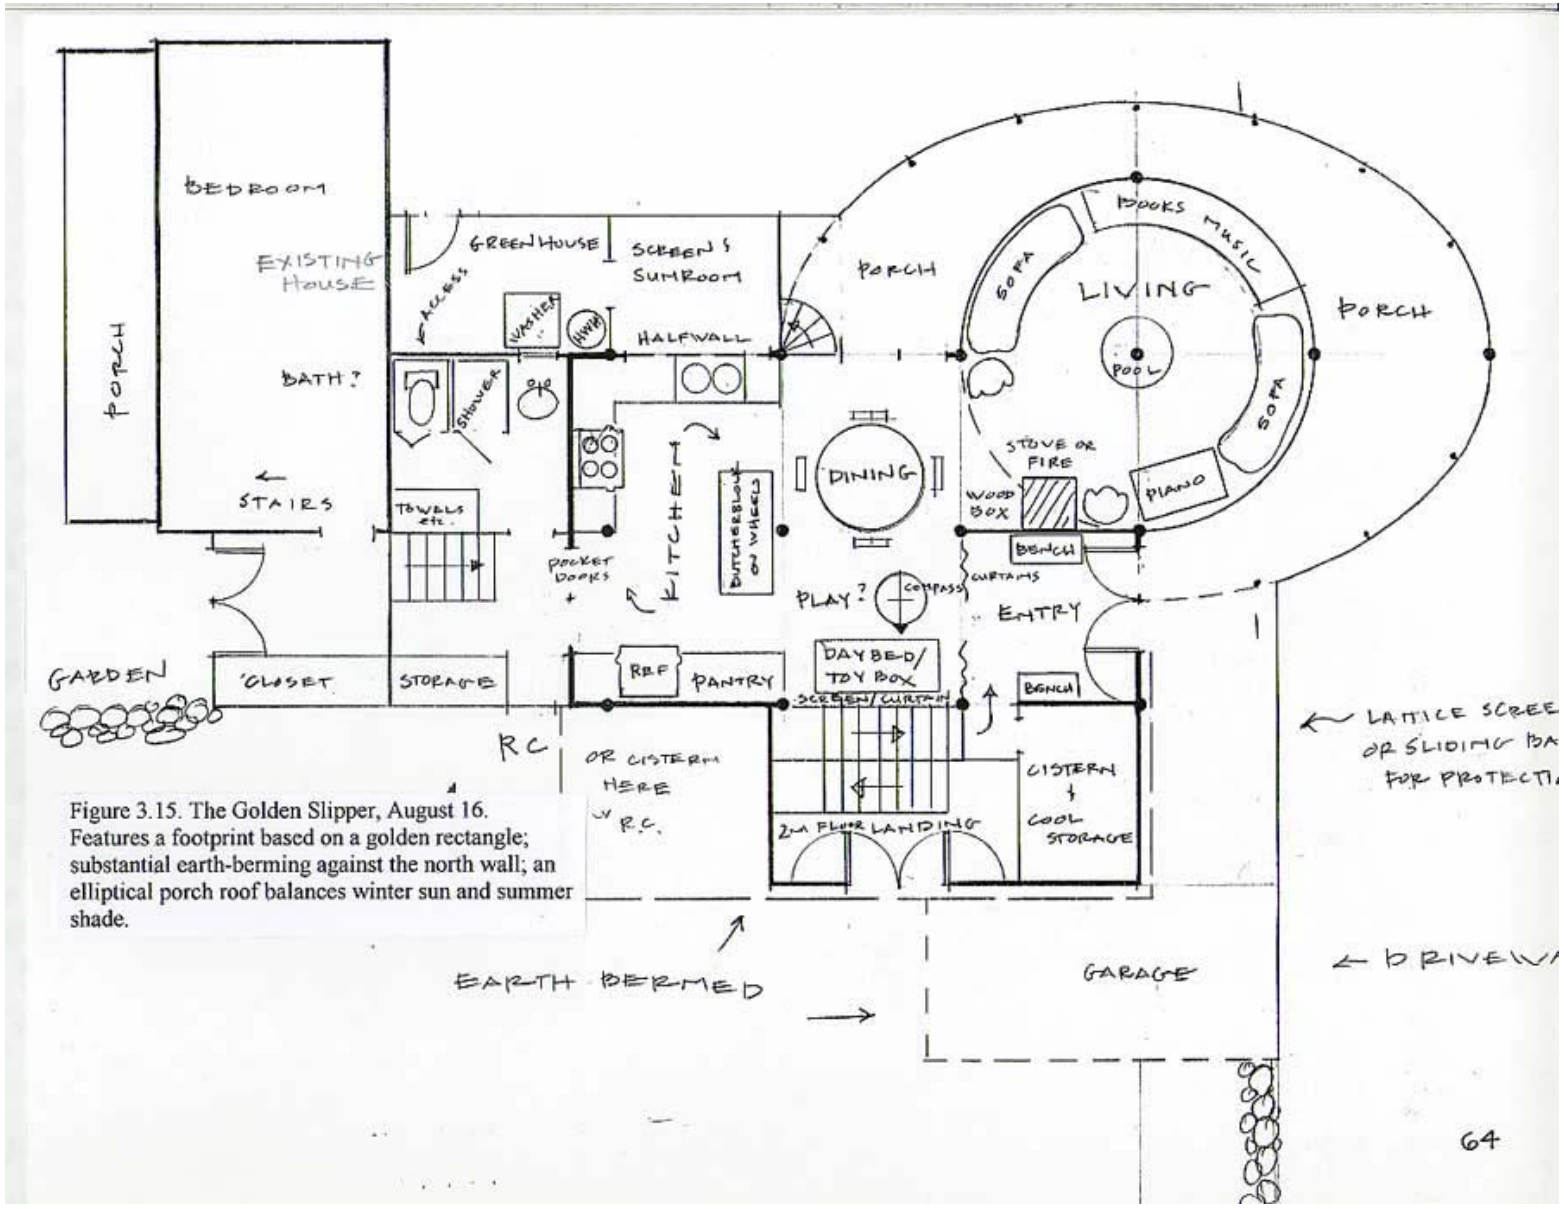 BEDROOM
EXISTING
HOUSE
PORCH
BATH?
STAIRS
GREENHOUSE
ACCESS
SCREEN &
SUNROOM
WASHER
HWH
HALFWALL
SHOWER
TOWELS
etc.
POCKET
DOORS
KITCHEN
BUTCHERBLOCK
ON WHEELS
DINING
PORCH
SOFA
BOOKS MUSIC
LIVING
POOL
PORCH
SOFA
STOVE OR
FIRE
WOOD
BOX
PIANO
BENCH
CURTAINS
PLAY?
COMPASS
ENTRY
GARDEN
CLOSET
STORAGE
REF
PANTRY
DAYBED/
TOY BOX
SCREEN/CURTAIN
BENCH
RC
OR CISTERN
HERE
R.C.
CISTERN
&
COOL
STORAGE
FLOOR LANDING
LATTICE SCREE
OR SLIDING BA
FOR PROTECTI
Figure 3.15. The Golden Slipper, August 16.
Features a footprint based on a golden rectangle;
substantial earth-berming against the north wall; an
elliptical porch roof balances winter sun and summer
shade.
EARTH BERMED
GARAGE
DRIVEWA
64